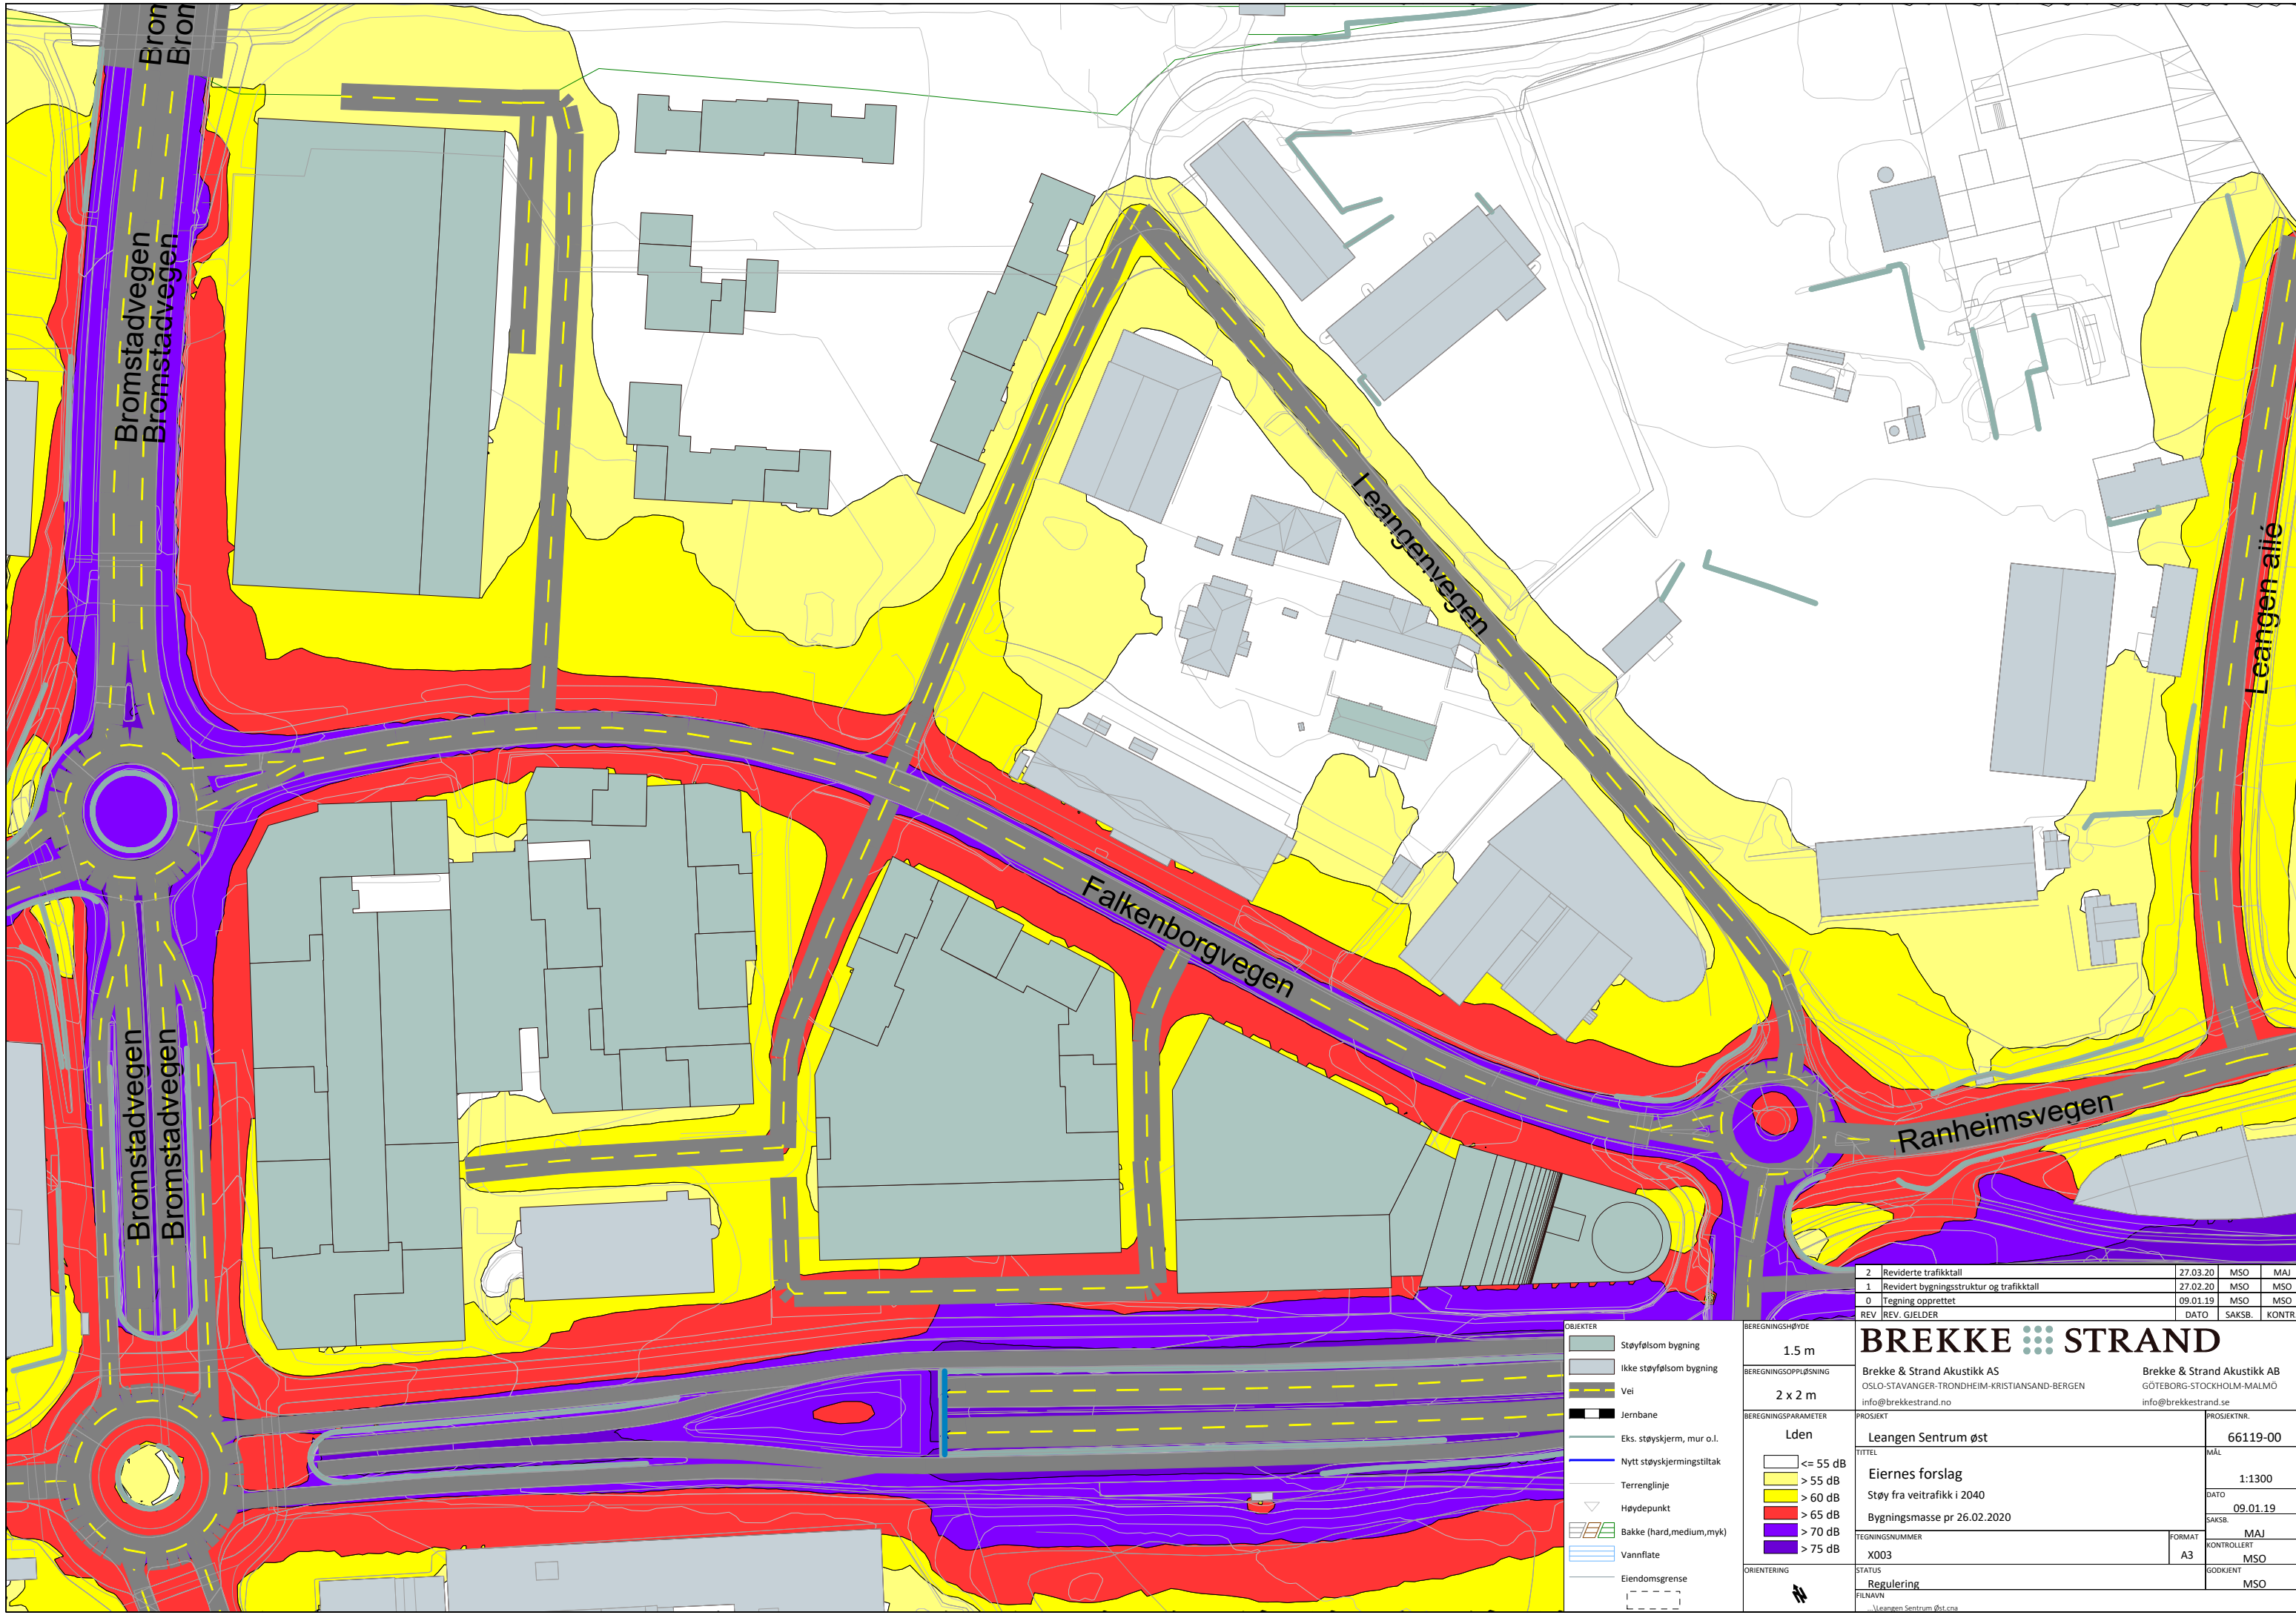 Bron
Bron
Bromstadvegen
Bromstadvegen
Leangenvegen
Leangen allé
Falkenborgvegen
Bromstadvegen
Bromstadvegen
Ranheimsvegen
2 Reviderte trafikktall 27.03.20 MSO MAJ
1 Revidert bygningsstruktur og trafikktall 27.02.20 MSO MSO
0 Tegning opprettet 09.01.19 MSO MSO
REV REV. GJELDER DATO SAKSB. KONTR.
OBJEKTER
Støyfølsom bygning
Ikke støyfølsom bygning
Vei
Jernbane
Eks. støyskjerm, mur o.l.
Nytt støyskjermingstiltak
Terrenglinje
Høydepunkt
Bakke (hard,medium,myk)
Vannflate
Eiendomsgrense
BEREGNINGSHØYDE
1.5 m
BEREGNINGSOPPLØSNING
2 x 2 m
BEREGNINGSPARAMETER
Lden
<= 55 dB
> 55 dB
> 60 dB
> 65 dB
> 70 dB
> 75 dB
ORIENTERING
N
BREKKE STRAND
Brekke & Strand Akustikk AS
OSLO-STAVANGER-TRONDHEIM-KRISTIANSAND-BERGEN
info@brekkestrand.no
Brekke & Strand Akustikk AB
GÖTEBORG-STOCKHOLM-MALMÖ
info@brekkestrand.se
PROSJEKT
Leangen Sentrum øst
PROSJEKTNR.
66119-00
TITTEL
Eiernes forslag
Støy fra veitrafikk i 2040
Bygningsmasse pr 26.02.2020
MÅL
1:1300
DATO
09.01.19
SAKSB.
MAJ
TEGNINGSNUMMER
X003
FORMAT
A3
KONTROLLERT
MSO
STATUS
Regulering
GODKJENT
MSO
FILNAVN
...\Leangen Sentrum Øst.cna